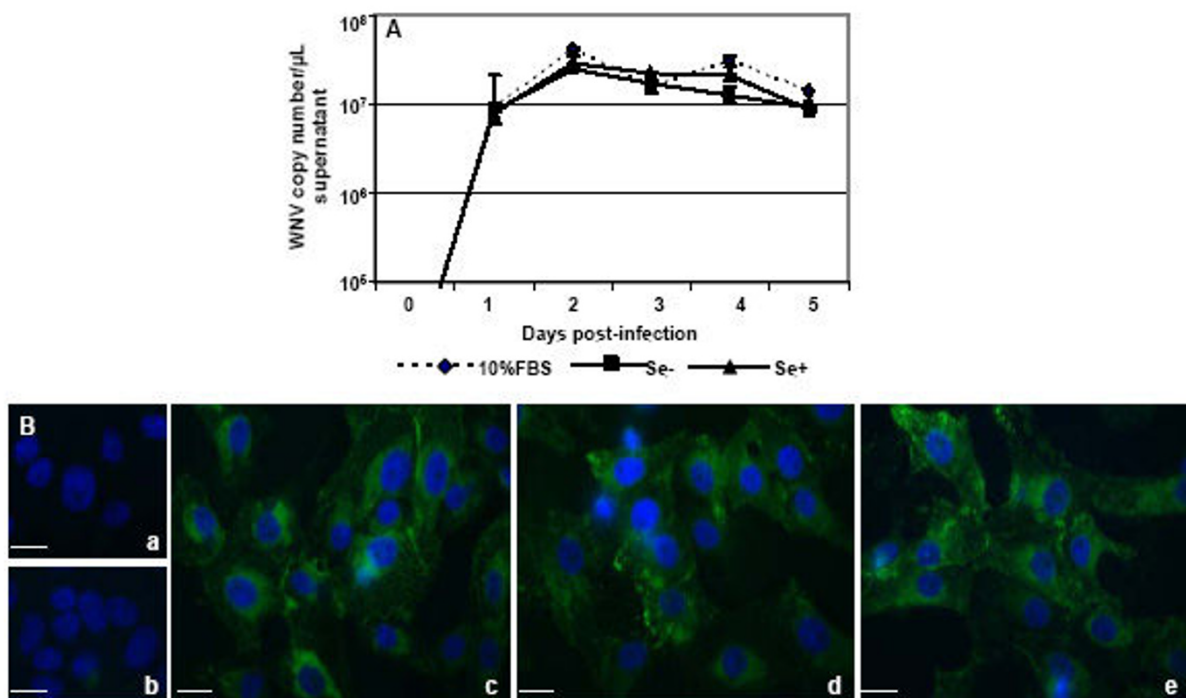 A
10⁸
10⁷
10⁶
10⁵
WNV copy number/µL
supernatant
0 1 2 3 4 5
Days post-infection
10%FBS Se- Se+
B
a
b
c
d
e